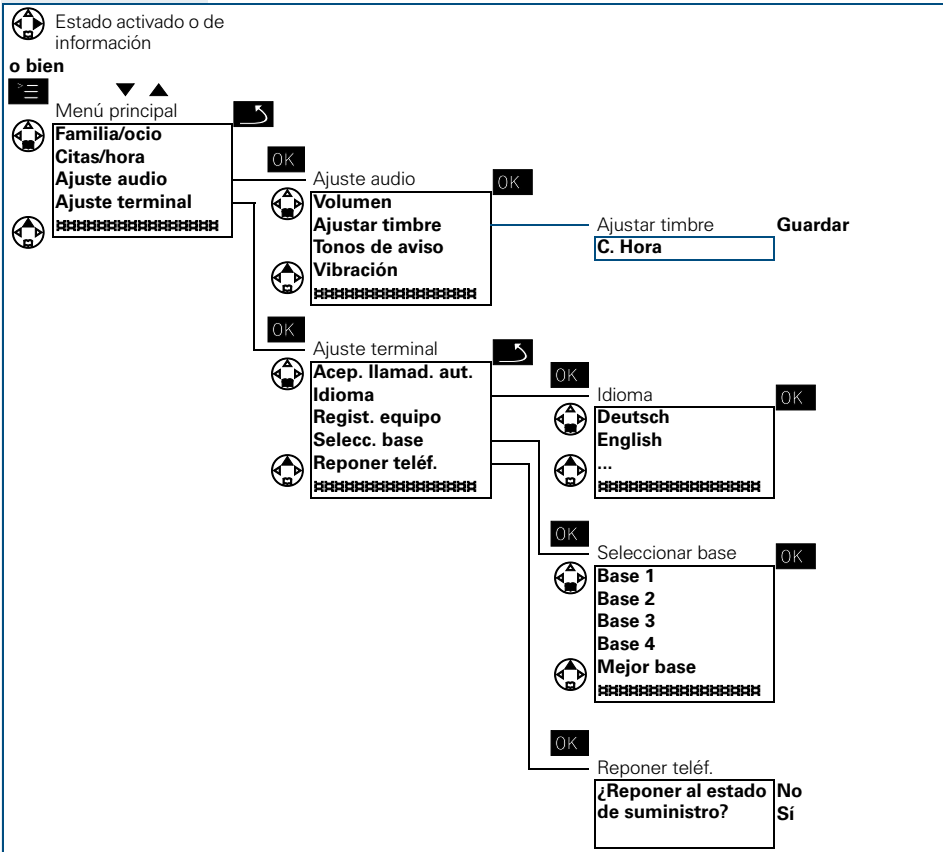 Estado activado o de
información
o bien
Menú principal
Familia/ocio
Citas/hora
Ajuste audio
Ajuste terminal
OK
Ajuste audio
OK
Volumen
Ajustar timbre
Tonos de aviso
Vibración
Ajustar timbre
Guardar
C. Hora
OK
Ajuste terminal
Acep. llamad. aut.
Idioma
Regist. equipo
Selecc. base
Reponer teléf.
OK
Idioma
OK
Deutsch
English
...
OK
Seleccionar base
OK
Base 1
Base 2
Base 3
Base 4
Mejor base
OK
Reponer teléf.
¿Reponer al estado
de suministro?
No
Sí